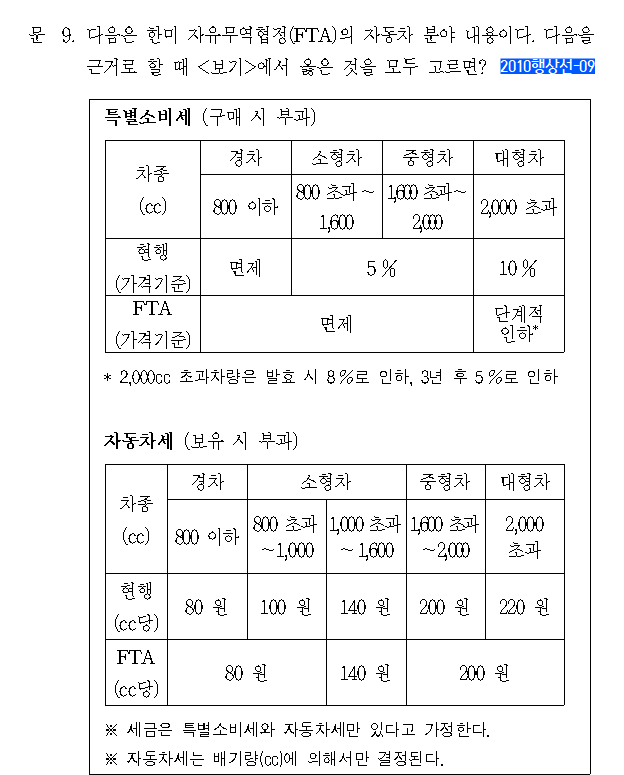 문 9. 다음은 한미 자유무역협정(FTA)의 자동차 분야 내용이다. 다음을
근거로 할 때 <보기>에서 옳은 것을 모두 고르면? 2010행상선-09
특별소비세 (구매 시 부과)
차종 (cc) 경차 소형차 중형차 대형차
800 이하 800 초과~ 1,600 1,600 초과~ 2,000 2,000 초과
현행 (가격기준) 면제 5% 10%
FTA (가격기준) 면제 단계적 인하*
* 2,000cc 초과차량은 발효 시 8%로 인하, 3년 후 5%로 인하
자동차세 (보유 시 부과)
차종 (cc) 경차 소형차 중형차 대형차
800 이하 800 초과 ~1,000 1,000 초과 ~1,600 1,600 초과 ~2,000 2,000 초과
현행 (cc당) 80 원 100 원 140 원 200 원 220 원
FTA (cc당) 80 원 140 원 200 원
※ 세금은 특별소비세와 자동차세만 있다고 가정한다.
※ 자동차세는 배기량(cc)에 의해서만 결정된다.